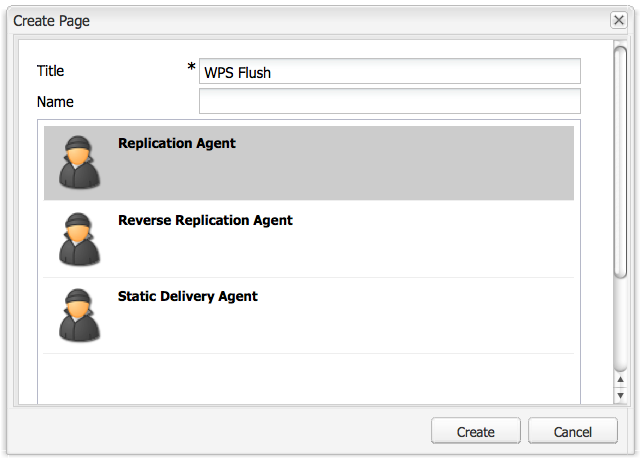 Create Page
Title * WPS Flush
Name
Replication Agent
Reverse Replication Agent
Static Delivery Agent
Create Cancel